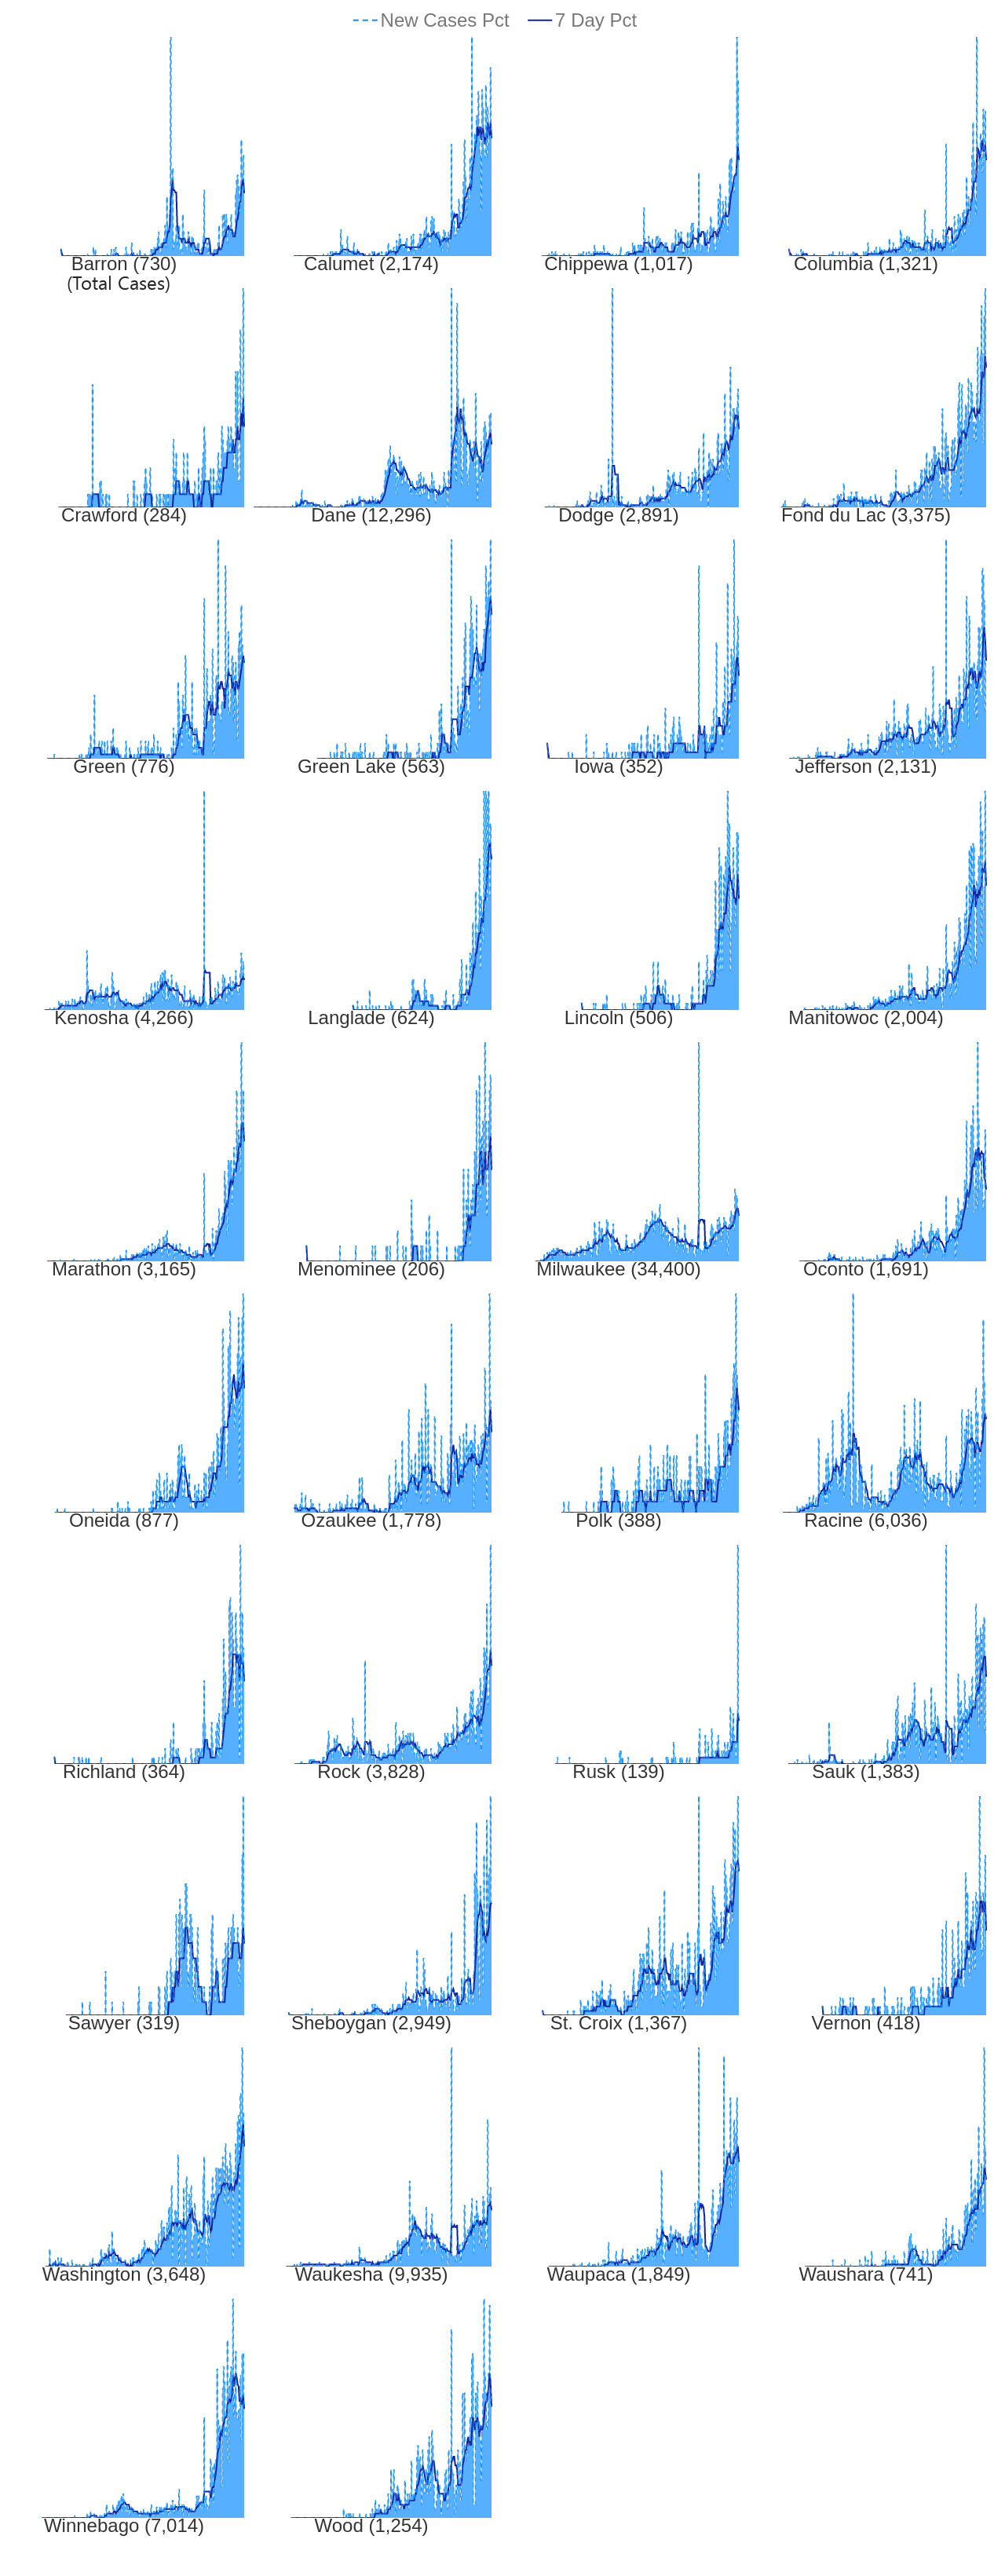 New Cases Pct 7 Day Pct
Barron (730) Calumet (2,174) Chippewa (1,017) Columbia (1,321)
(Total Cases)
Crawford (284) Dane (12,296) Dodge (2,891) Fond du Lac (3,375)
Green (776) Green Lake (563) Iowa (352) Jefferson (2,131)
Kenosha (4,266) Langlade (624) Lincoln (506) Manitowoc (2,004)
Marathon (3,165) Menominee (206) Milwaukee (34,400) Oconto (1,691)
Oneida (877) Ozaukee (1,778) Polk (388) Racine (6,036)
Richland (364) Rock (3,828) Rusk (139) Sauk (1,383)
Sawyer (319) Sheboygan (2,949) St. Croix (1,367) Vernon (418)
Washington (3,648) Waukesha (9,935) Waupaca (1,849) Waushara (741)
Winnebago (7,014) Wood (1,254)